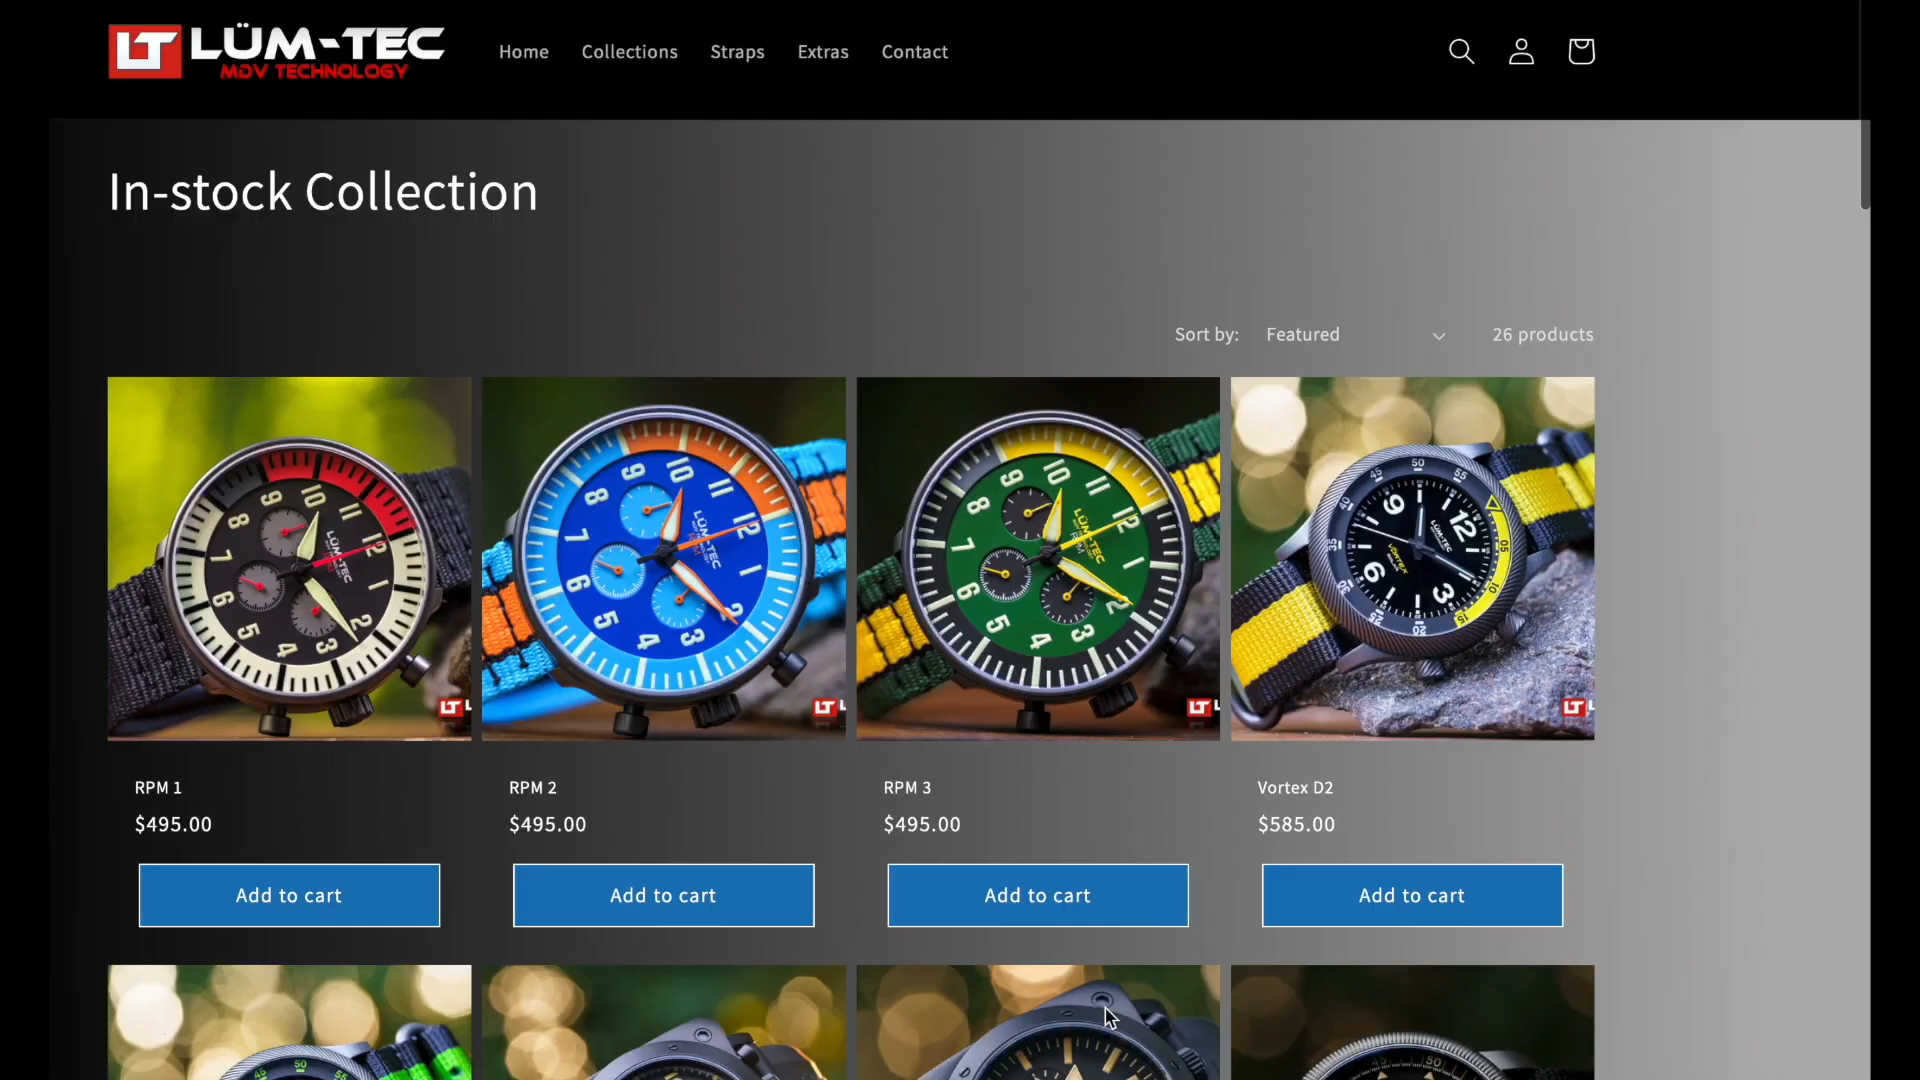 LT LÜM-TEC
MDV TECHNOLOGY
Home Collections Straps Extras Contact
In-stock Collection
Sort by: Featured 26 products
RPM 1
$495.00
Add to cart
RPM 2
$495.00
Add to cart
RPM 3
$495.00
Add to cart
Vortex D2
$585.00
Add to cart